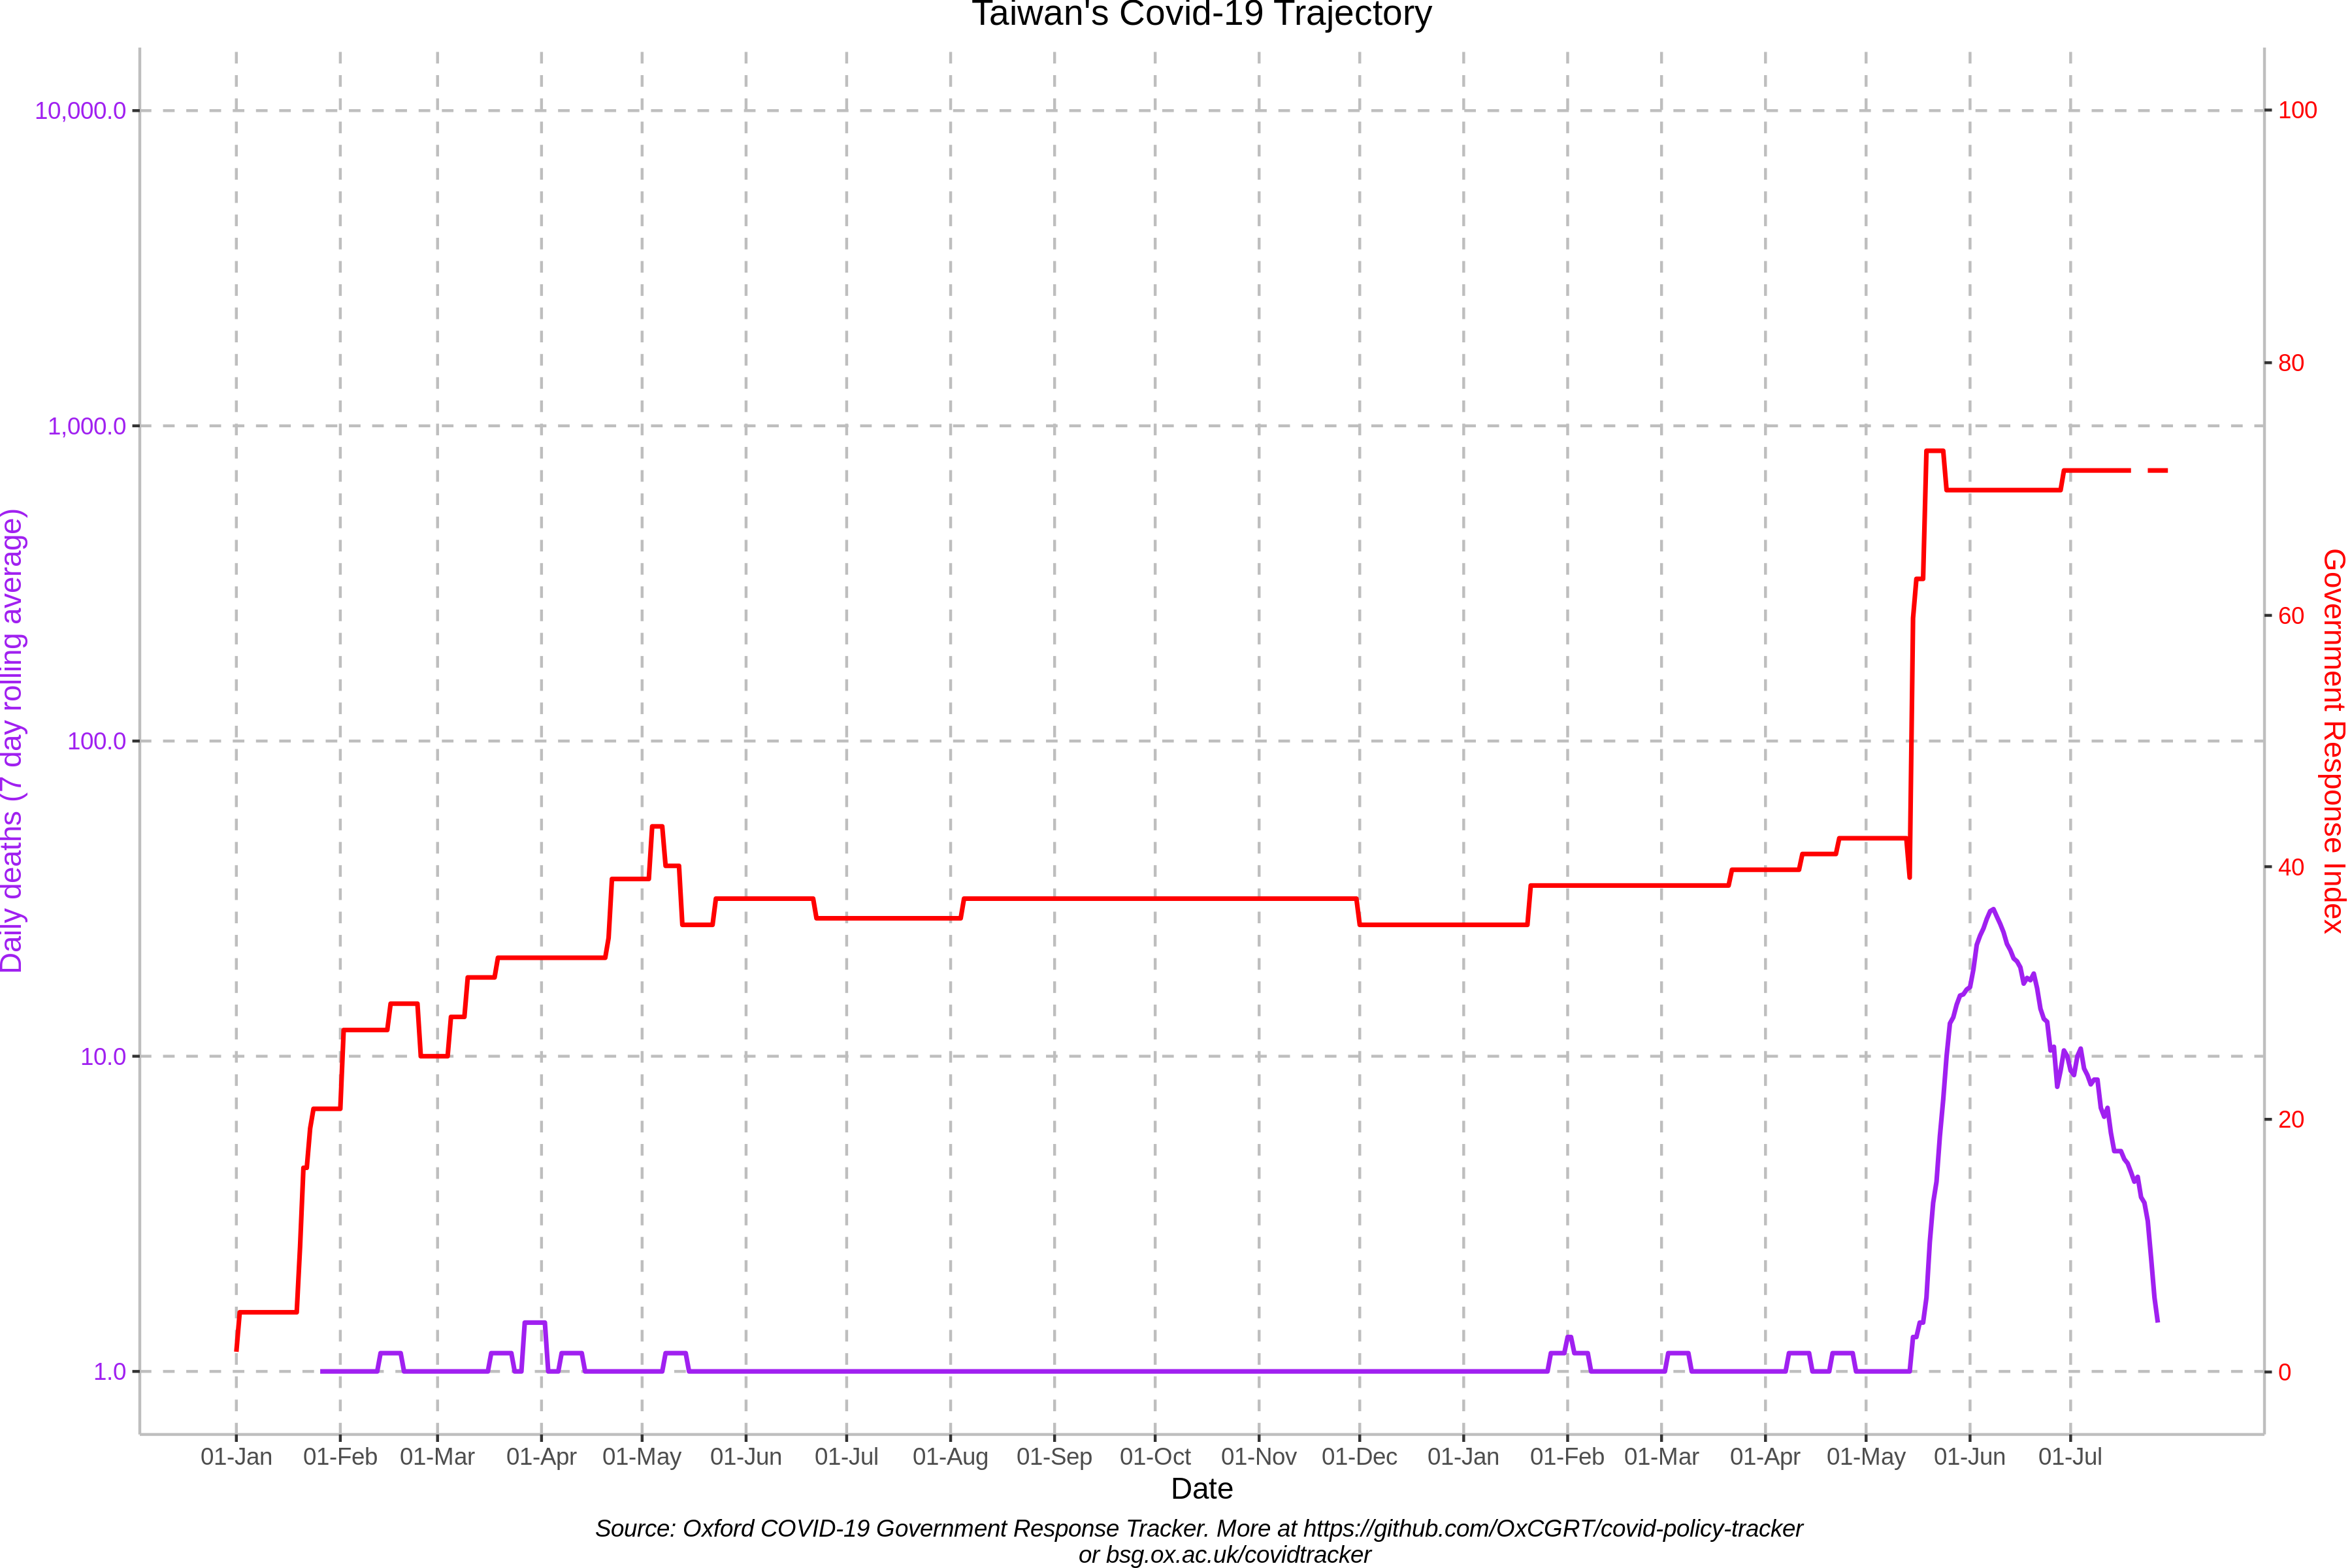 Taiwan's Covid-19 Trajectory
10,000.0
1,000.0
100.0
10.0
1.0
Daily deaths (7 day rolling average)
100
80
60
40
20
0
Government Response Index
01-Jan 01-Feb 01-Mar 01-Apr 01-May 01-Jun 01-Jul 01-Aug 01-Sep 01-Oct 01-Nov 01-Dec 01-Jan 01-Feb 01-Mar 01-Apr 01-May 01-Jun 01-Jul
Date
Source: Oxford COVID-19 Government Response Tracker. More at https://github.com/OxCGRT/covid-policy-tracker
or bsg.ox.ac.uk/covidtracker